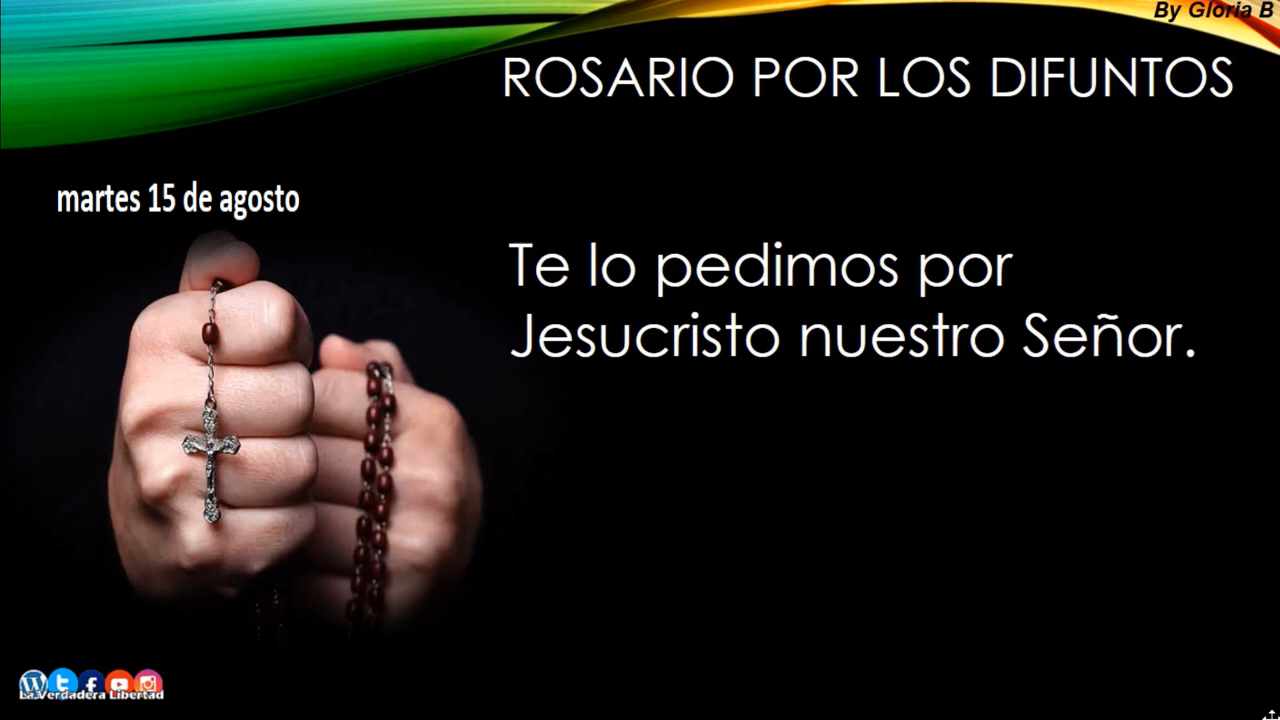 By Gloria B
ROSARIO POR LOS DIFUNTOS
martes 15 de agosto
Te lo pedimos por
Jesucristo nuestro Señor.
La Verdadera Libertad